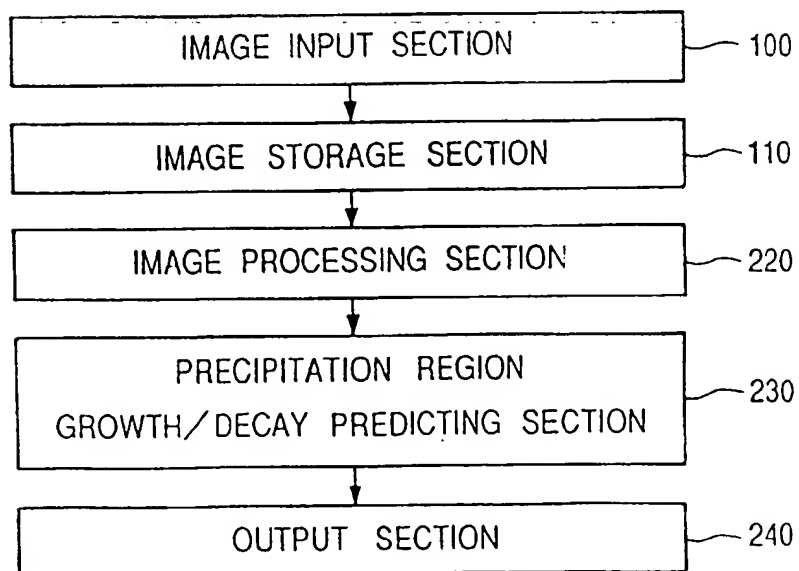 IMAGE INPUT SECTION 100
IMAGE STORAGE SECTION 110
IMAGE PROCESSING SECTION 220
PRECIPITATION REGION
GROWTH/DECAY PREDICTING SECTION 230
OUTPUT SECTION 240